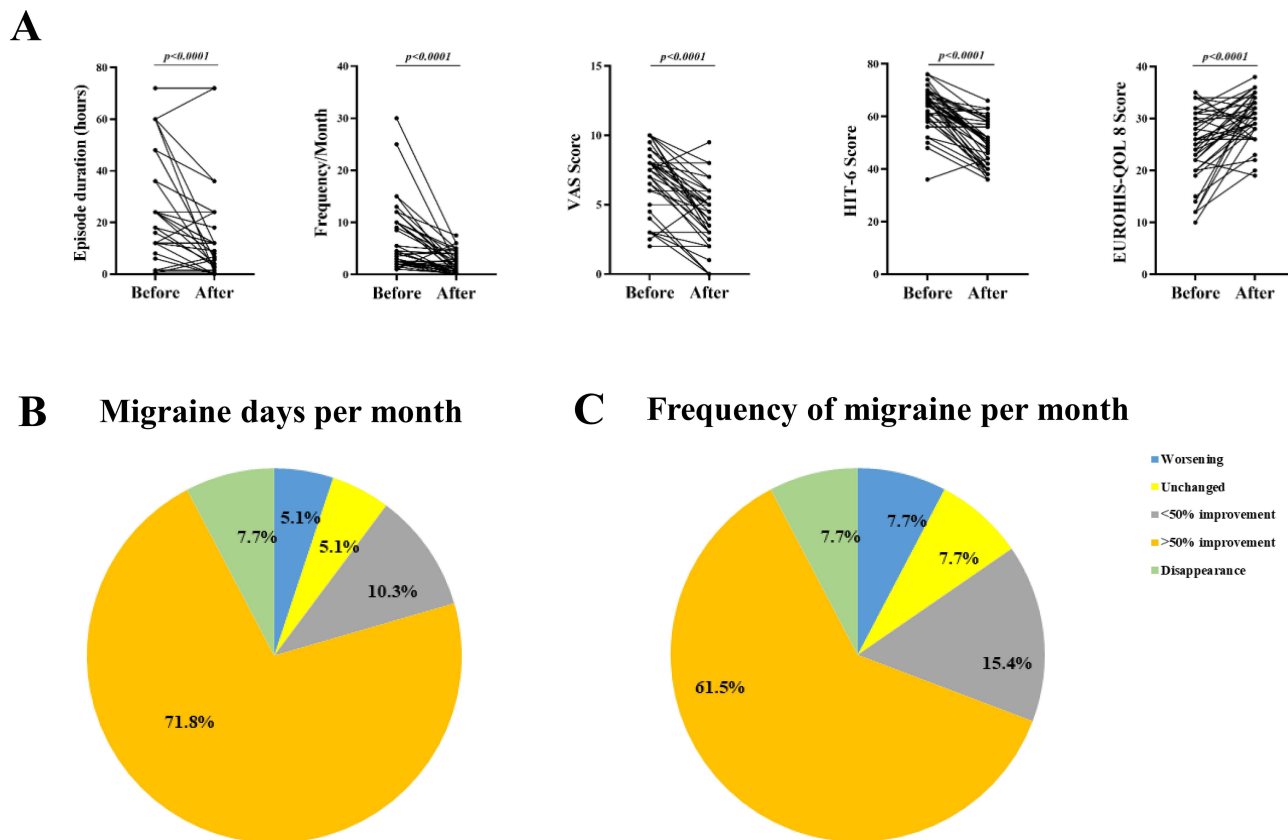 A
p<0.0001
Episode duration (hours)
80
60
40
20
0
Before After
p<0.0001
Frequency/Month
40
30
20
10
0
Before After
p<0.0001
VAS Score
15
10
5
0
Before After
p<0.0001
HIT-6 Score
80
60
40
20
0
Before After
p<0.0001
EUROHIS-QOL 8 Score
40
30
20
10
0
Before After
B Migraine days per month
5.1%
5.1%
10.3%
71.8%
7.7%
C Frequency of migraine per month
7.7%
7.7%
15.4%
61.5%
7.7%
Worsening
Unchanged
<50% improvement
>50% improvement
Disappearance